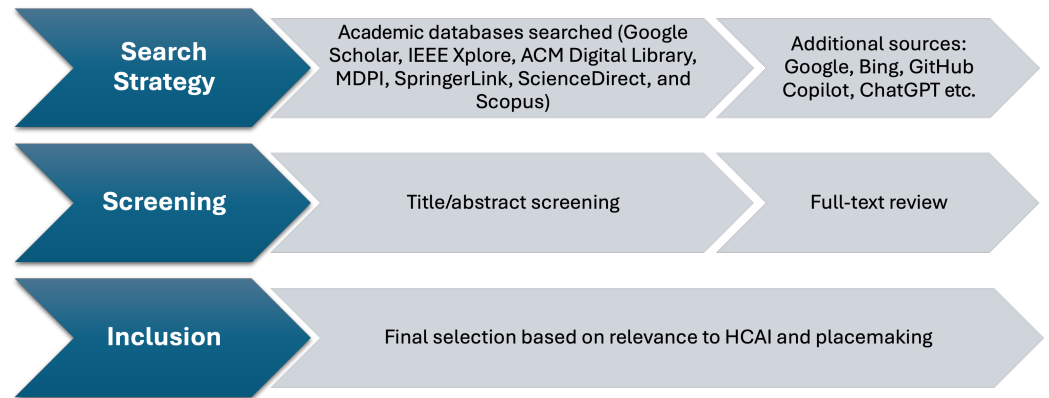 Search
Strategy
Academic databases searched (Google
Scholar, IEEE Xplore, ACM Digital Library,
MDPI, SpringerLink, ScienceDirect, and
Scopus)
Additional sources:
Google, Bing, GitHub
Copilot, ChatGPT etc.
Screening
Title/abstract screening
Full-text review
Inclusion
Final selection based on relevance to HCAI and placemaking